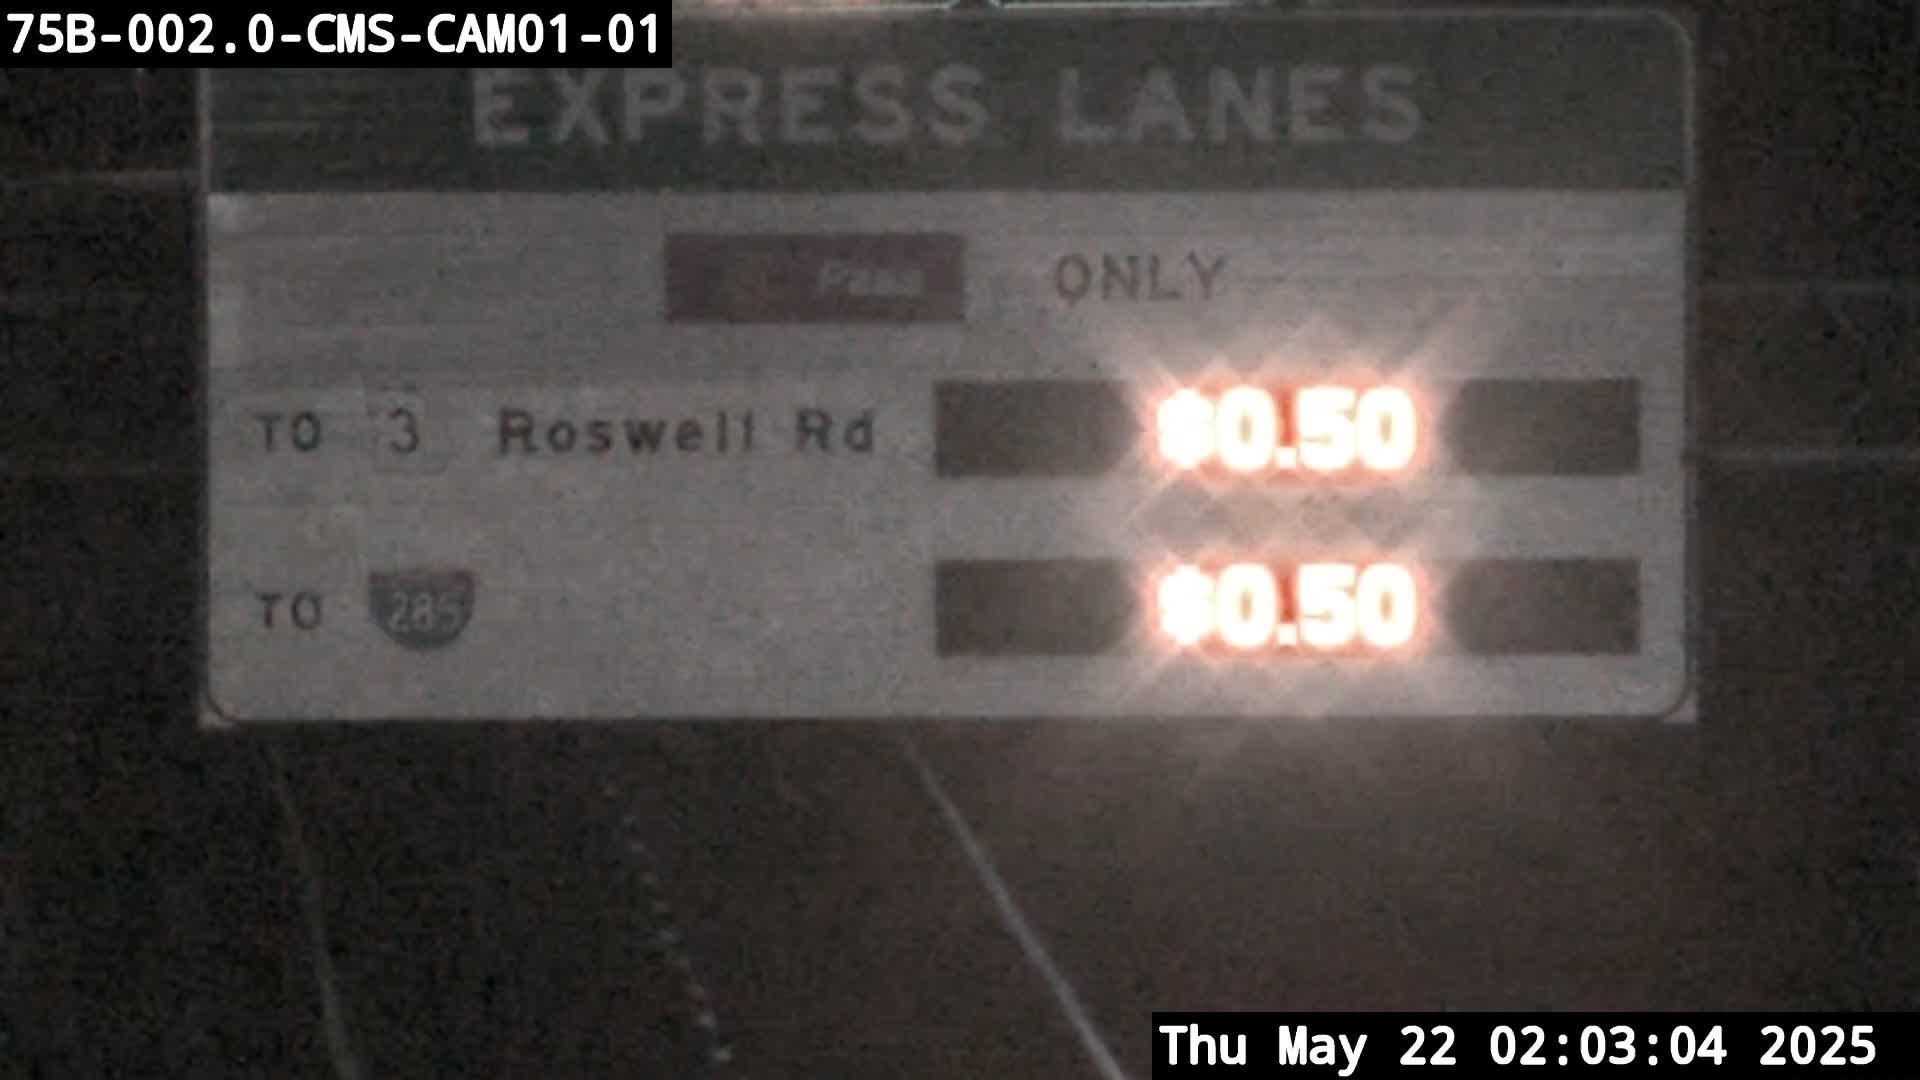 75B-002.0-CMS-CAM01-01
EXPRESS LANES
Pass ONLY
TO 3 Roswell Rd $0.50
TO 285 $0.50
Thu May 22 02:03:04 2025